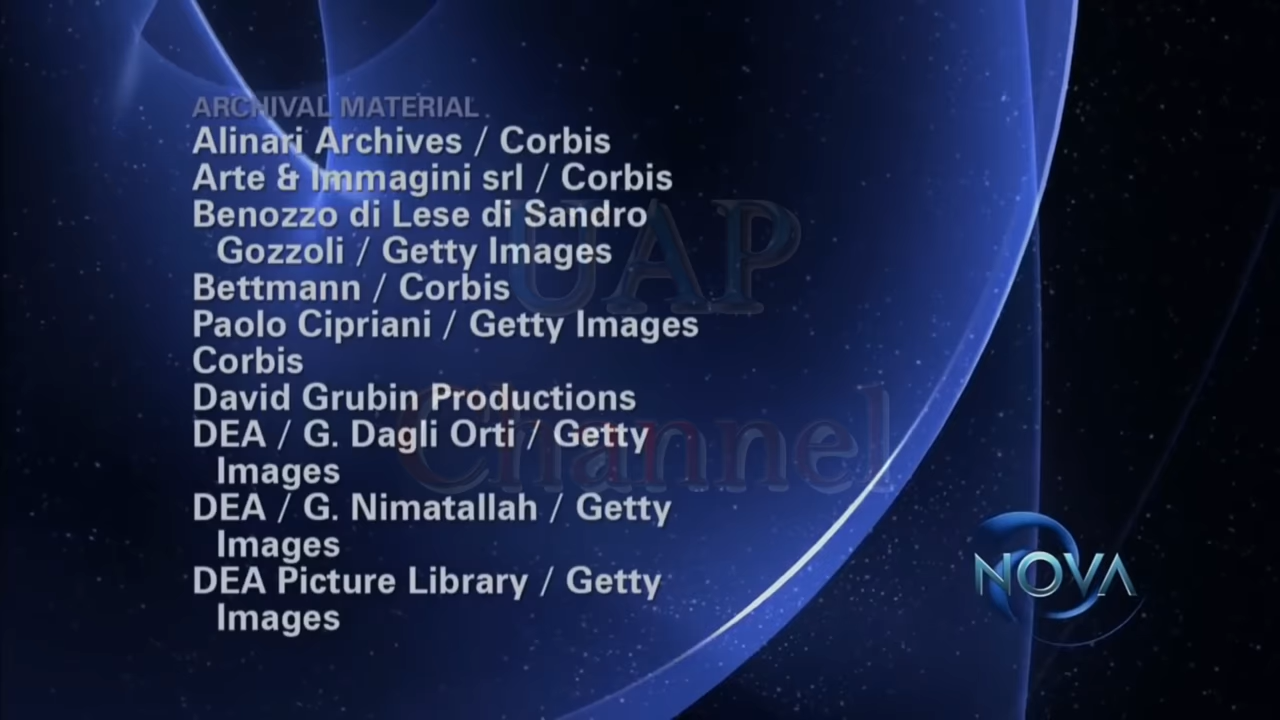 ARCHIVAL MATERIAL
Alinari Archives / Corbis
Arte & Immagini srl / Corbis
Benozzo di Lese di Sandro
Gozzoli / Getty Images
Bettmann / Corbis
Paolo Cipriani / Getty Images
Corbis
David Grubin Productions
DEA / G. Dagli Orti / Getty
Images
DEA / G. Nimatallah / Getty
Images
DEA Picture Library / Getty
Images
UAP
Channel
NOVA